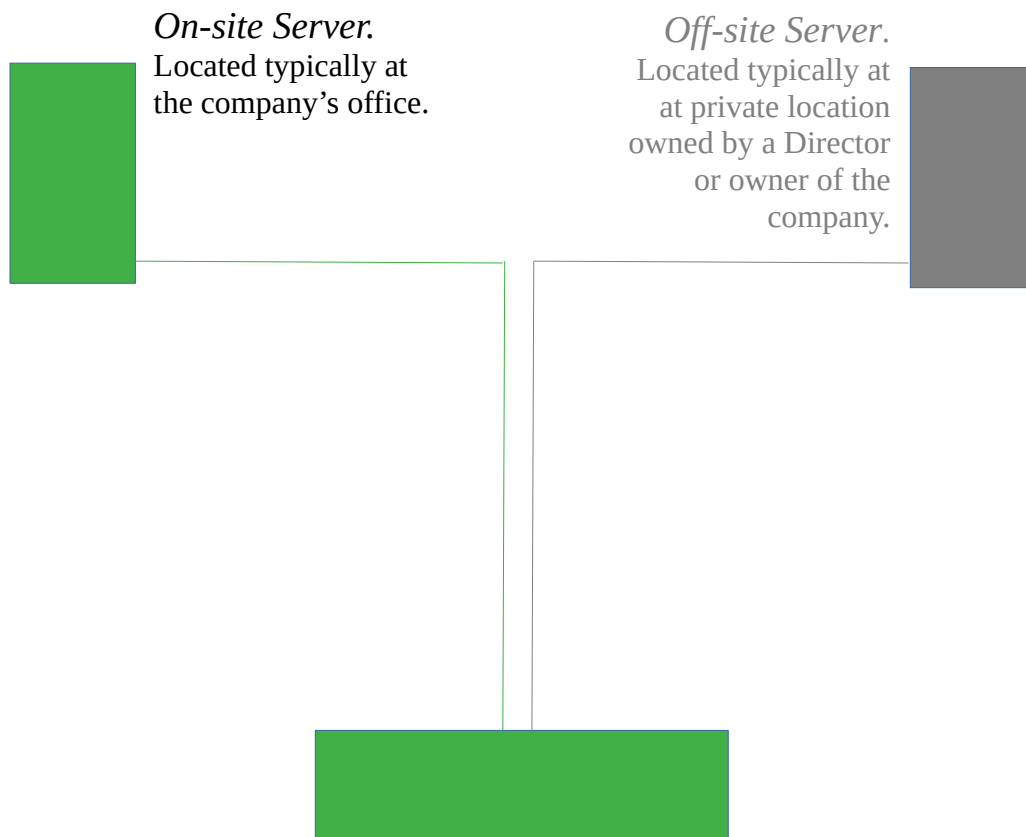 On-site Server.
Located typically at
the company’s office.
Off-site Server.
Located typically at
at private location
owned by a Director
or owner of the
company.